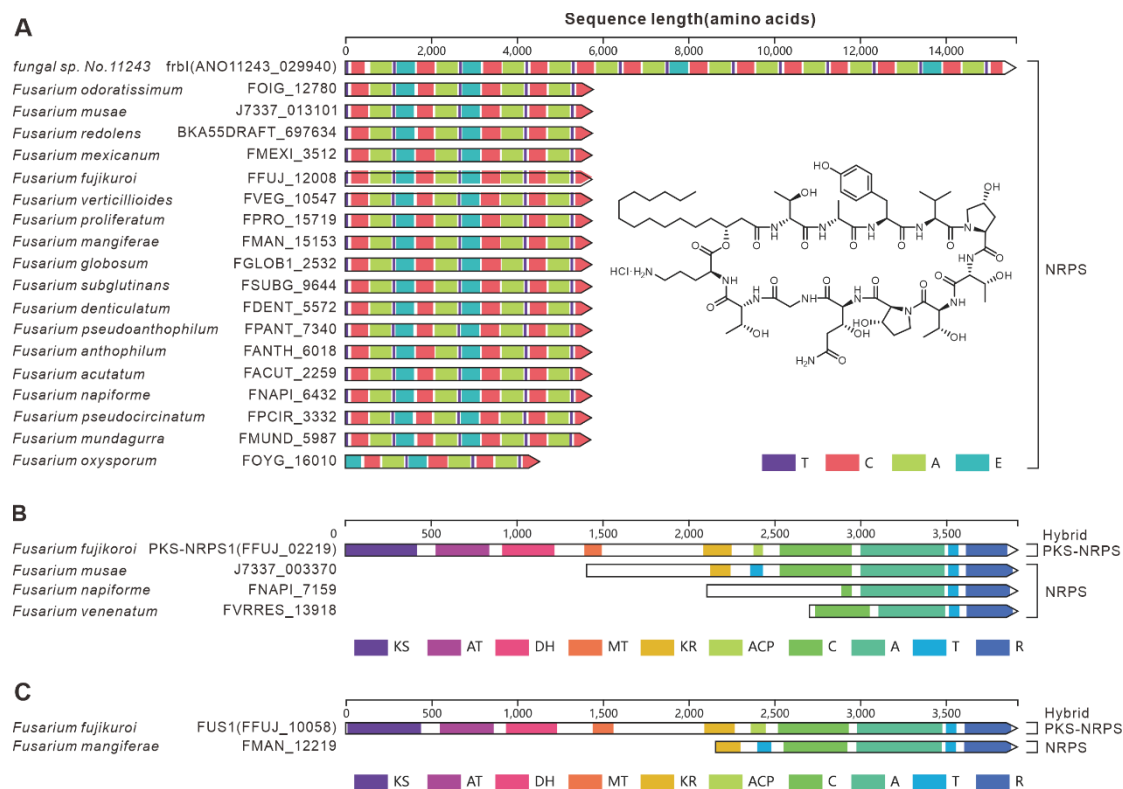 A
Sequence length(amino acids)
0 2,000 4,000 6,000 8,000 10,000 12,000 14,000
fungal sp. No.11243 frbI(ANO11243_029940)
Fusarium odoratissimum FOIG_12780
Fusarium musae J7337_013101
Fusarium redolens BKA55DRAFT_697634
Fusarium mexicanum FMEXI_3512
Fusarium fujikuroi FFUJ_12008
Fusarium verticillioides FVEG_10547
Fusarium proliferatum FPRO_15719
Fusarium mangiferae FMAN_15153
Fusarium globosum FGLOB1_2532
Fusarium subglutinans FSUBG_9644
Fusarium denticulatum FDENT_5572
Fusarium pseudoanthophilum FPANT_7340
Fusarium anthophilum FANTH_6018
Fusarium acutatum FACUT_2259
Fusarium napiforme FNAPI_6432
Fusarium pseudocircinatum FPCIR_3332
Fusarium mundagurra FMUND_5987
Fusarium oxysporum FOYG_16010
NRPS
HO
OH
O
O
O
O
OH
N
H
H
N
N
H
H
N
N
O
O
O
O
O
HN
OH
HCl·H₂N
NH
O
O
H
N
O
H
N
O
N
O
NH
O
N
H
OH
OH
HO
OH
H₂N
O
T C A E
B
0 500 1,000 1,500 2,000 2,500 3,000 3,500
Fusarium fujikoroi PKS-NRPS1(FFUJ_02219)
Hybrid
PKS-NRPS
Fusarium musae J7337_003370
Fusarium napiforme FNAPI_7159
Fusarium venenatum FVRRES_13918
NRPS
KS AT DH MT KR ACP C A T R
C
0 500 1,000 1,500 2,000 2,500 3,000 3,500
Fusarium fujikuroi FUS1(FFUJ_10058)
Hybrid
PKS-NRPS
Fusarium mangiferae FMAN_12219
NRPS
KS AT DH MT KR ACP C A T R